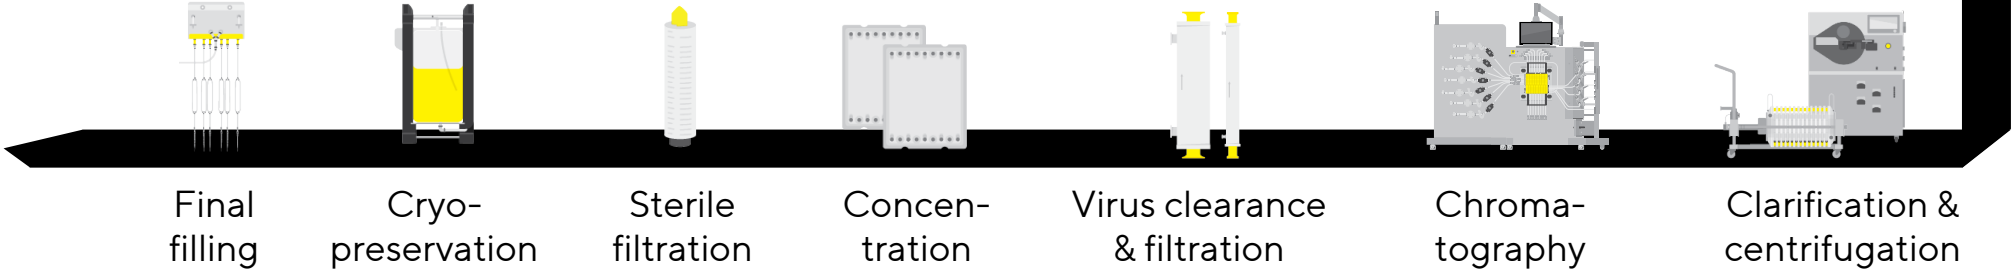 Final
filling
Cryo-
preservation
Sterile
filtration
Concen-
tration
Virus clearance
& filtration
Chroma-
tography
Clarification &
centrifugation